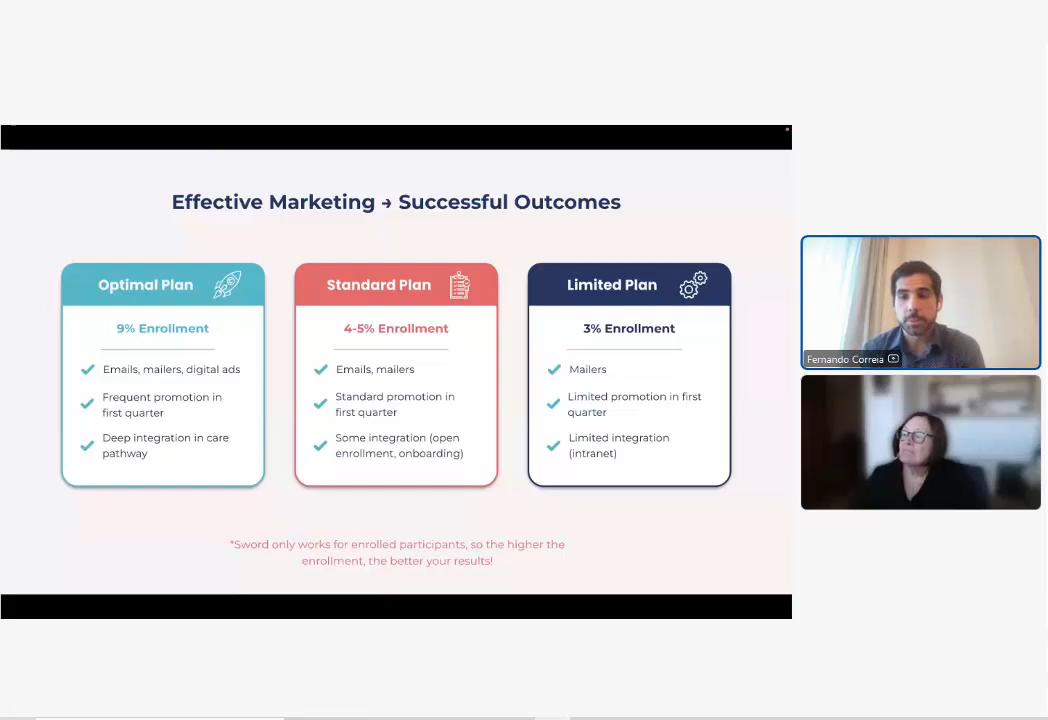 Effective Marketing → Successful Outcomes
Optimal Plan
9% Enrollment
Emails, mailers, digital ads
Frequent promotion in
first quarter
Deep integration in care
pathway
Standard Plan
4-5% Enrollment
Emails, mailers
Standard promotion in
first quarter
Some integration (open
enrollment, onboarding)
Limited Plan
3% Enrollment
Mailers
Limited promotion in first
quarter
Limited integration
(intranet)
*Sword only works for enrolled participants, so the higher the
enrollment, the better your results!
Fernando Correia